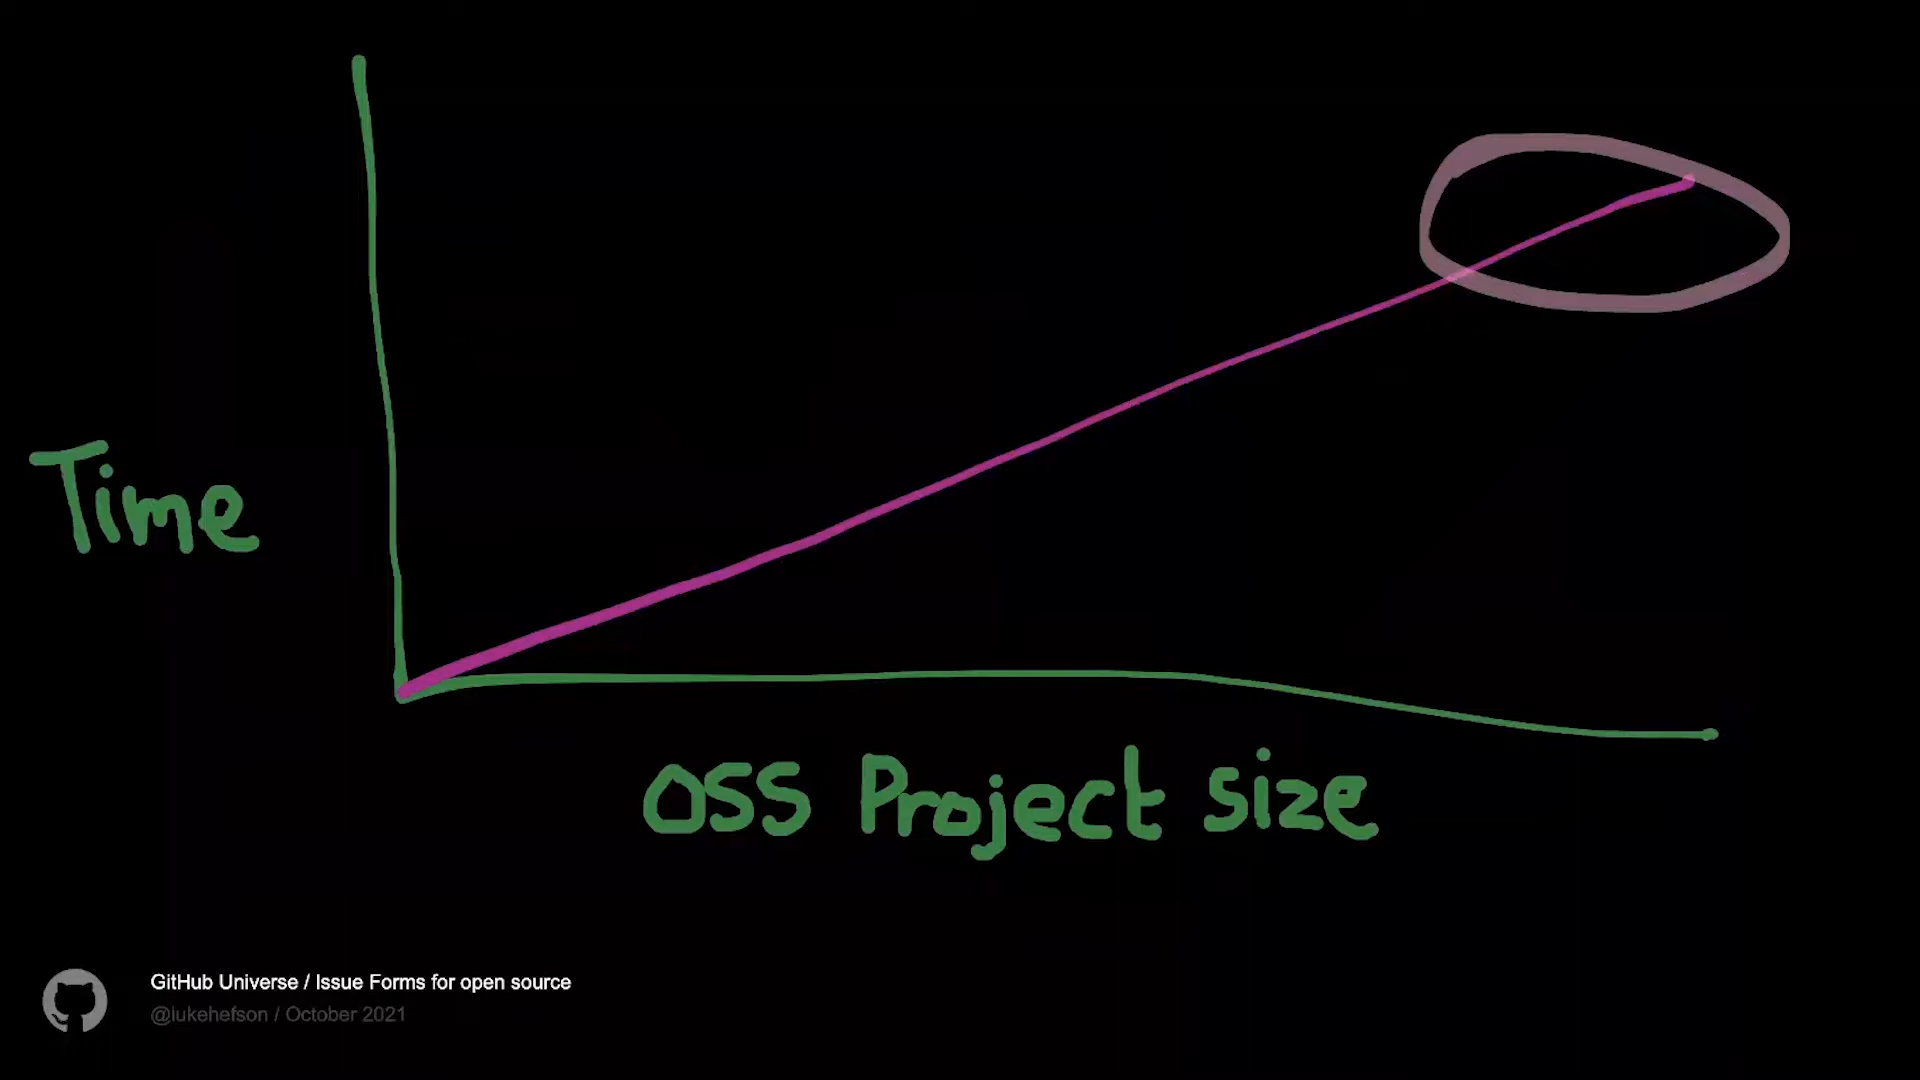 Time
OSS Project size
GitHub Universe / Issue Forms for open source
@lukehefson / October 2021